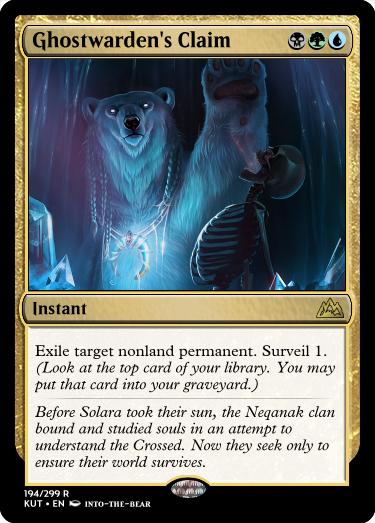 Ghostwarden's Claim
Instant
Exile target nonland permanent. Surveil 1.
(Look at the top card of your library. You may
put that card into your graveyard.)
Before Solara took their sun, the Neqanak clan
bound and studied souls in an attempt to
understand the Crossed. Now they seek only to
ensure their world survives.
194/299 R
KUT • EN INTO-THE-BEAR